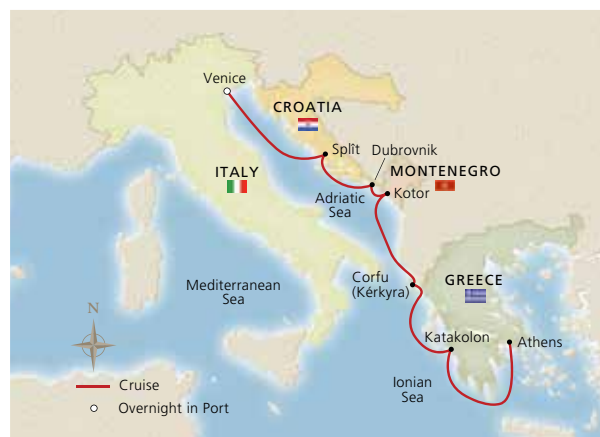 Venice
CROATIA
Splît
Dubrovnik
MONTENEGRO
ITALY
Kotor
Adriatic
Sea
Corfu
(Kérkyra)
GREECE
Mediterranean
Sea
N
Katakolon
Athens
Ionian
Sea
Cruise
Overnight in Port